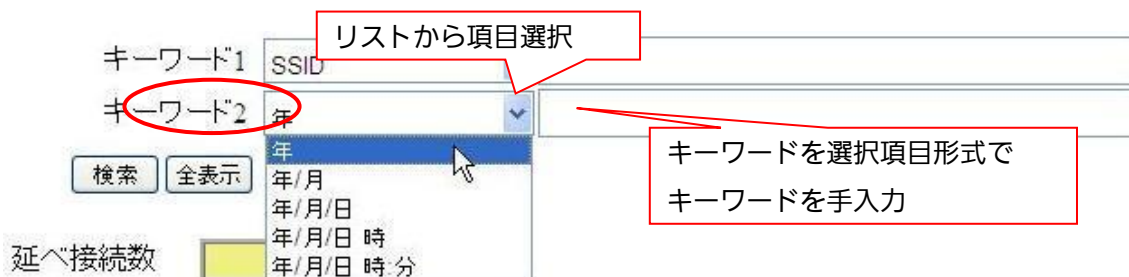 リストから項目選択
キーワード1 SSID
キーワード2 年
キーワードを選択項目形式で
キーワードを手入力
検索 全表示
年
年/月
年/月/日
年/月/日 時
年/月/日 時:分
延べ接続数